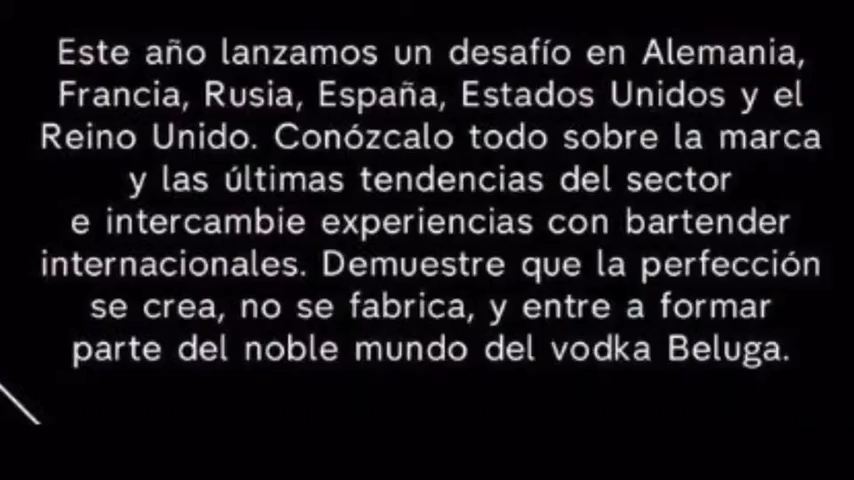 Este año lanzamos un desafío en Alemania,
Francia, Rusia, España, Estados Unidos y el
Reino Unido. Conózcalo todo sobre la marca
y las últimas tendencias del sector
e intercambie experiencias con bartender
internacionales. Demuestre que la perfección
se crea, no se fabrica, y entre a formar
parte del noble mundo del vodka Beluga.